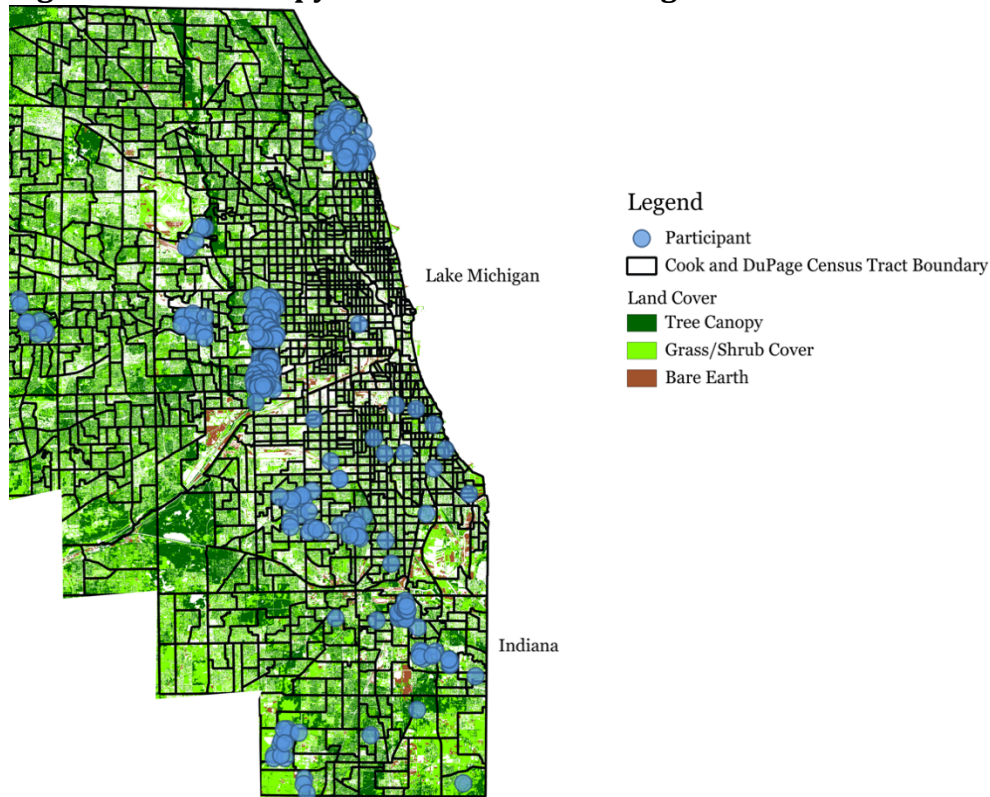 Lake Michigan
Indiana
Legend
Participant
Cook and DuPage Census Tract Boundary
Land Cover
Tree Canopy
Grass/Shrub Cover
Bare Earth